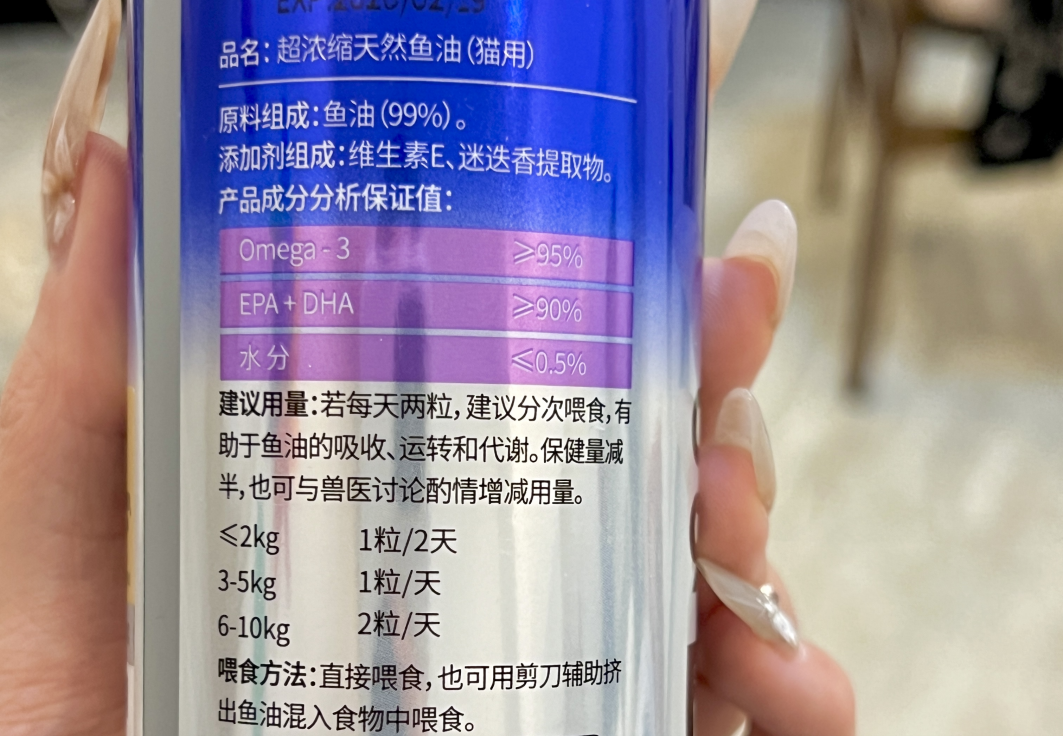 品名：超浓缩天然鱼油（猫用）
原料组成：鱼油（99%）。
添加剂组成：维生素E、迷迭香提取物。
产品成分分析保证值：
Omega - 3 ≥95%
EPA + DHA ≥90%
水分 ≤0.5%
建议用量：若每天两粒，建议分次喂食，有
助于鱼油的吸收、运转和代谢。保健量减
半，也可与兽医讨论酌情增减用量。
≤2kg 1粒/2天
3-5kg 1粒/天
6-10kg 2粒/天
喂食方法：直接喂食，也可用剪刀辅助挤
出鱼油混入食物中喂食。